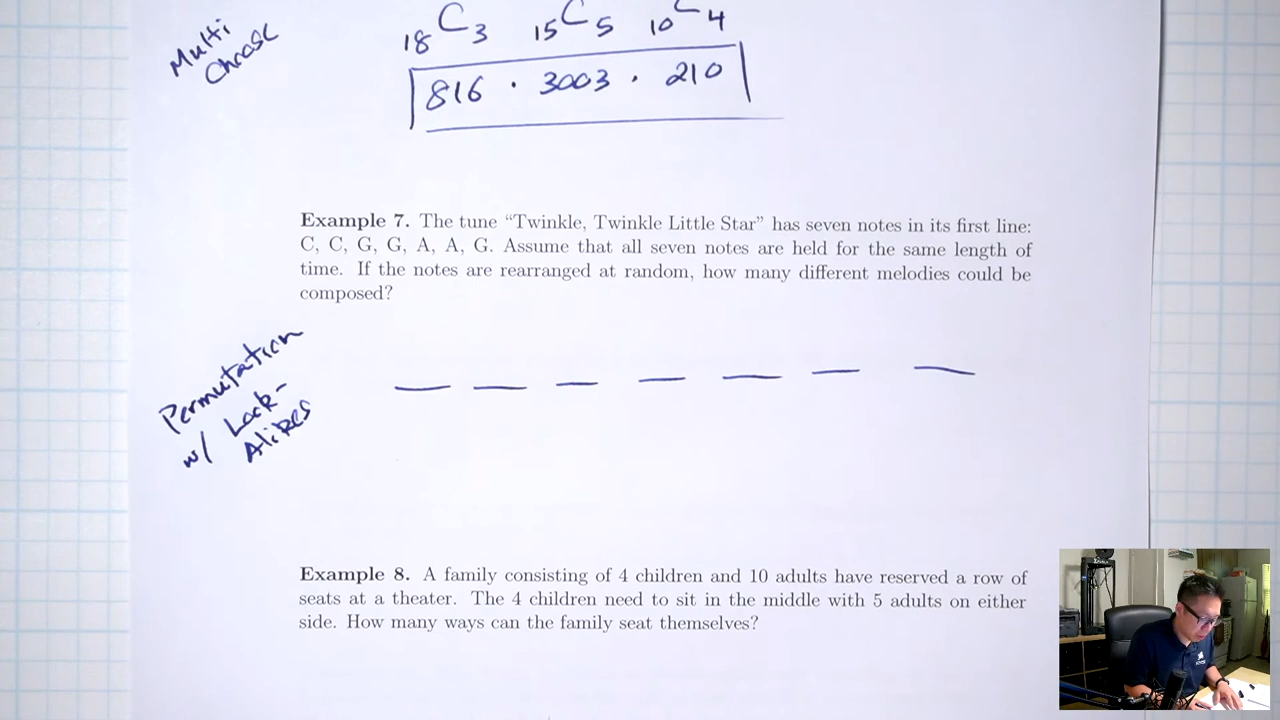 Multi
Choose
18C3 15C5 10C4
816 · 3003 · 210
Example 7. The tune “Twinkle, Twinkle Little Star” has seven notes in its first line:
C, C, G, G, A, A, G. Assume that all seven notes are held for the same length of
time. If the notes are rearranged at random, how many different melodies could be
composed?
Permutation
w/ Look-
Alikes
Example 8. A family consisting of 4 children and 10 adults have reserved a row of
seats at a theater. The 4 children need to sit in the middle with 5 adults on either
side. How many ways can the family seat themselves?